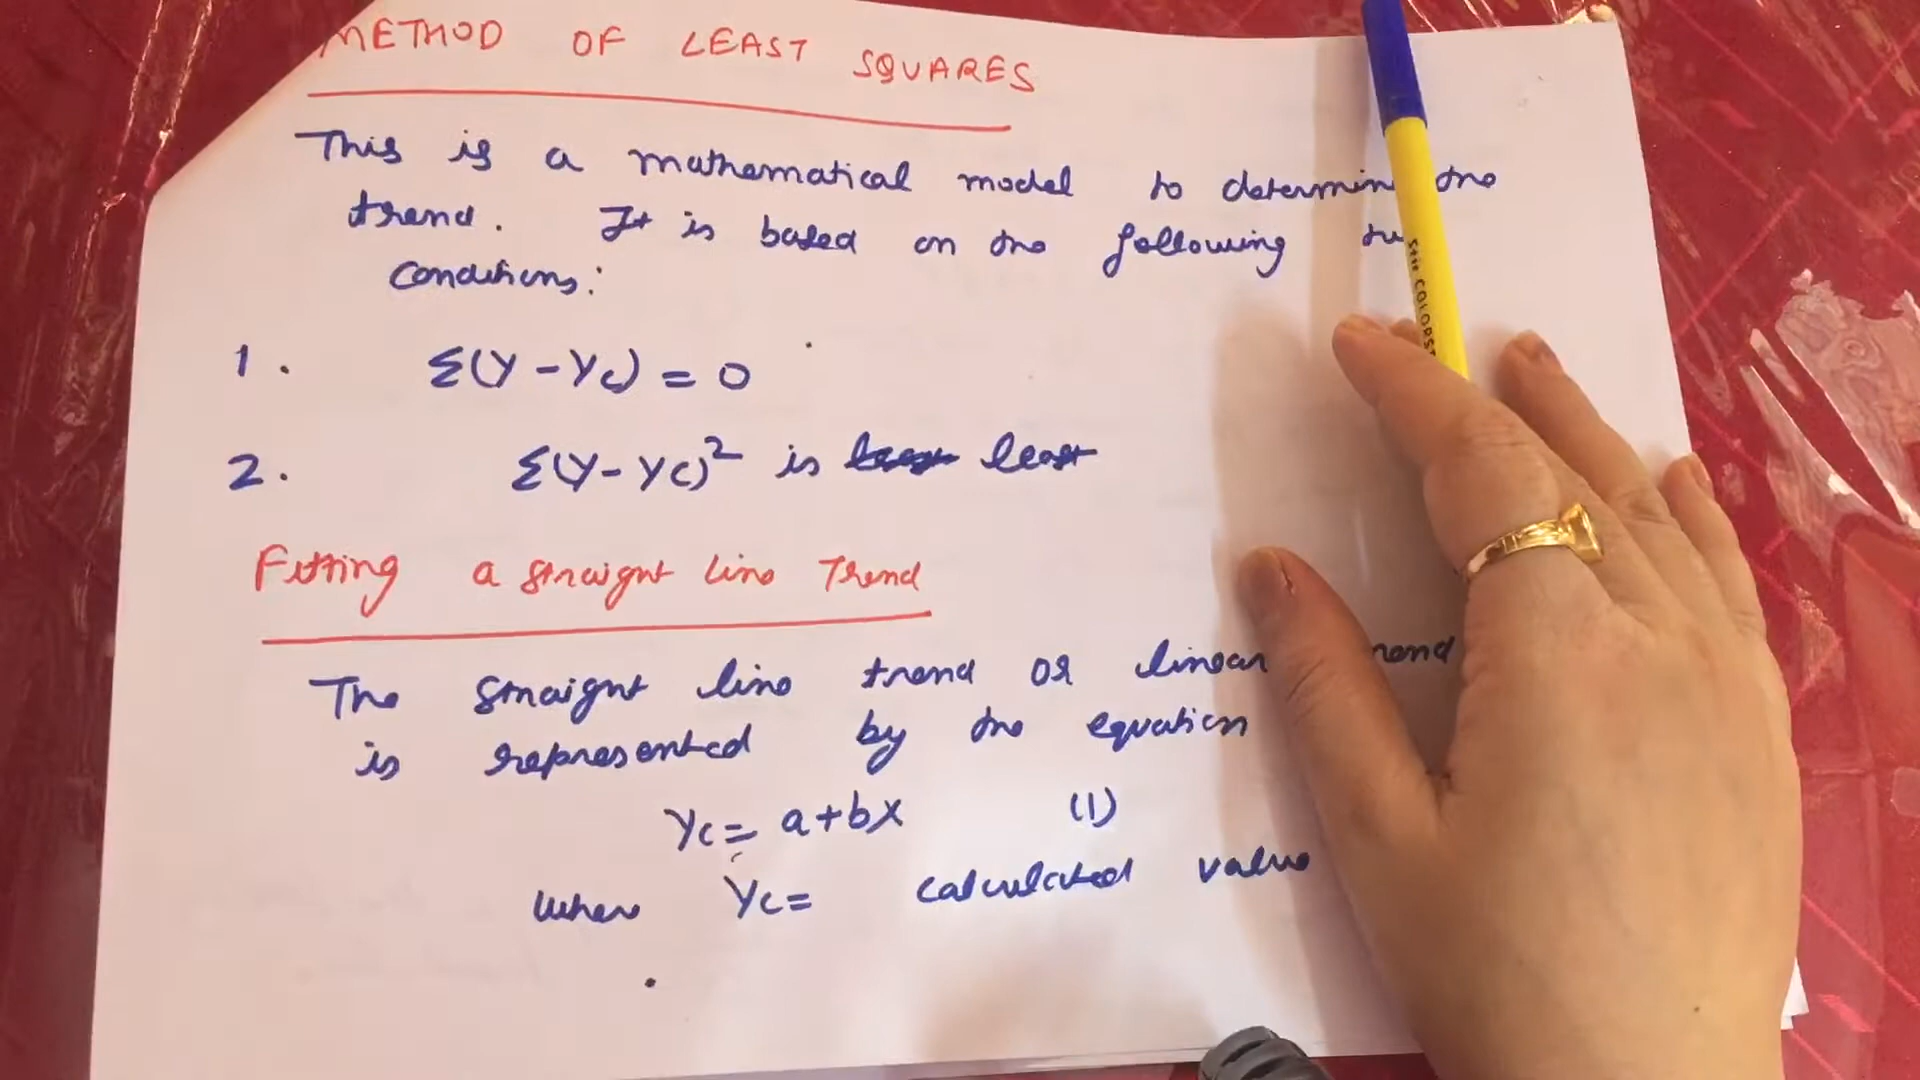 METHOD OF LEAST SQUARES
This is a mathematical model to determin the
trend. It is based on the following
conditions:
1. Σ(Y-Yc) = 0
2. Σ(Y-Yc)² is least
Fitting a straight line Trend
The straight line trend or linear trend
is represented by the equation
Yc= a+bx (1)
where Yc= calculated value